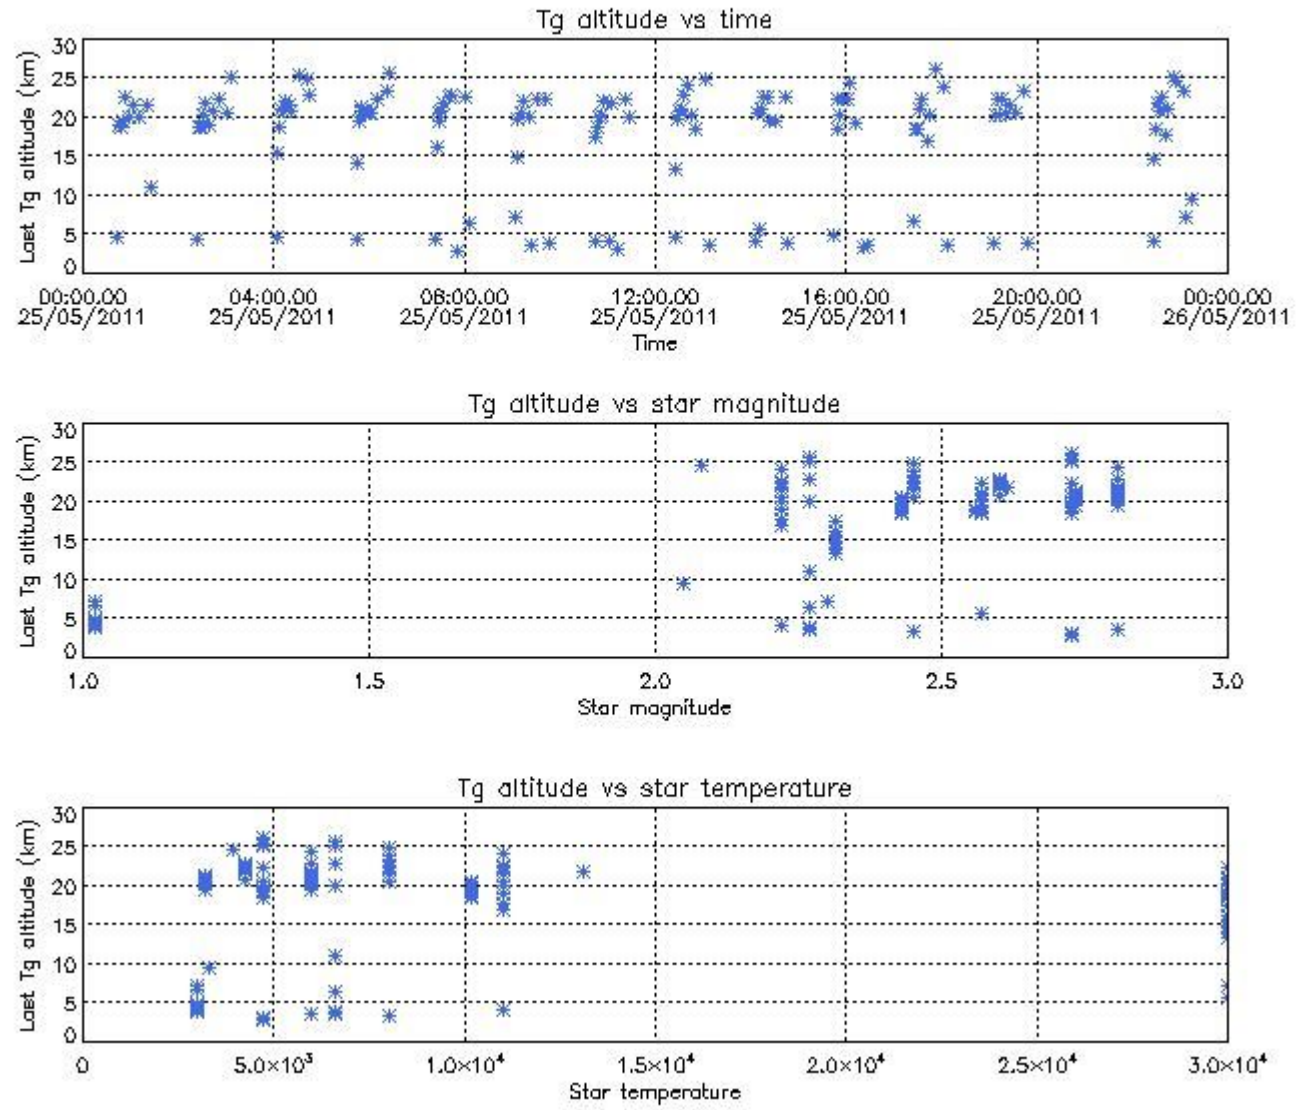 Tg altitude vs time
30
25
20
15
10
5
0
Last Tg altitude (km)
00:00.00 04:00.00 08:00.00 12:00.00 16:00.00 20:00.00 00:00.00
25/05/2011 25/05/2011 25/05/2011 25/05/2011 25/05/2011 25/05/2011 26/05/2011
Time
Tg altitude vs star magnitude
30
25
20
15
10
5
0
Last Tg altitude (km)
1.0 1.5 2.0 2.5 3.0
Star magnitude
Tg altitude vs star temperature
30
25
20
15
10
5
0
Last Tg altitude (km)
0 5.0×10³ 1.0×10⁴ 1.5×10⁴ 2.0×10⁴ 2.5×10⁴ 3.0×10⁴
Star temperature